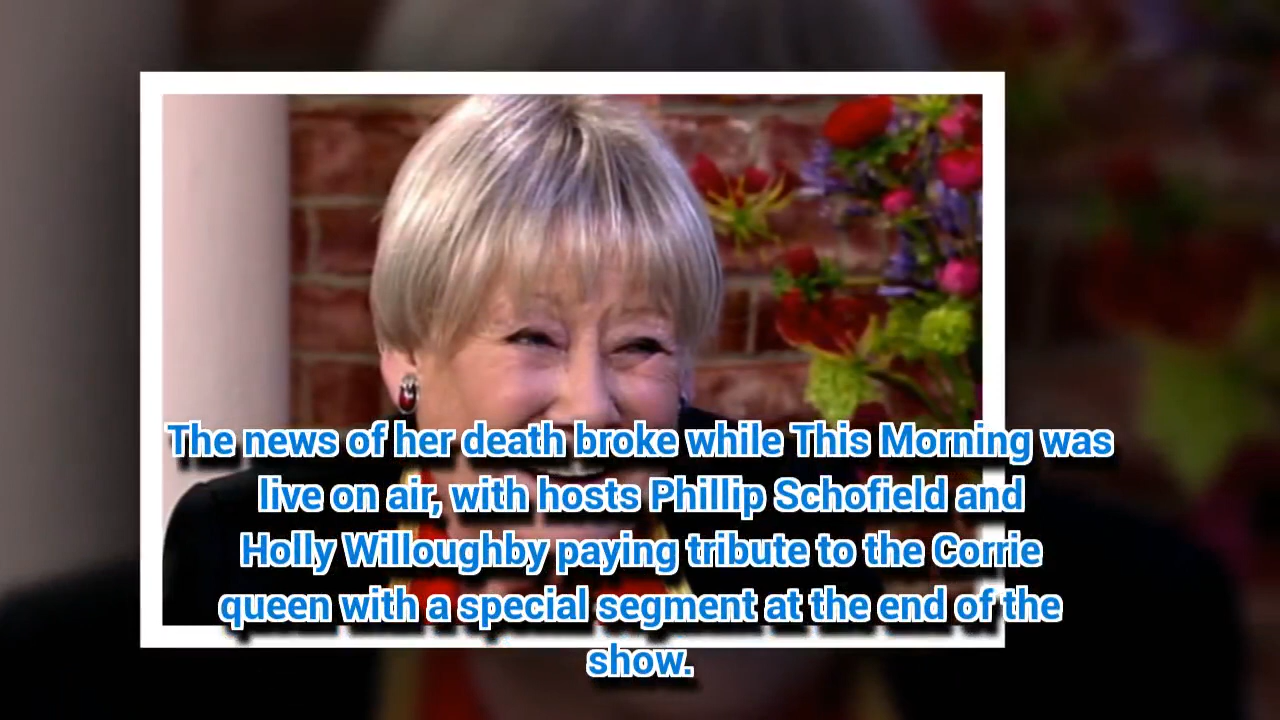 The news of her death broke while This Morning was
live on air, with hosts Phillip Schofield and
Holly Willoughby paying tribute to the Corrie
queen with a special segment at the end of the
show.